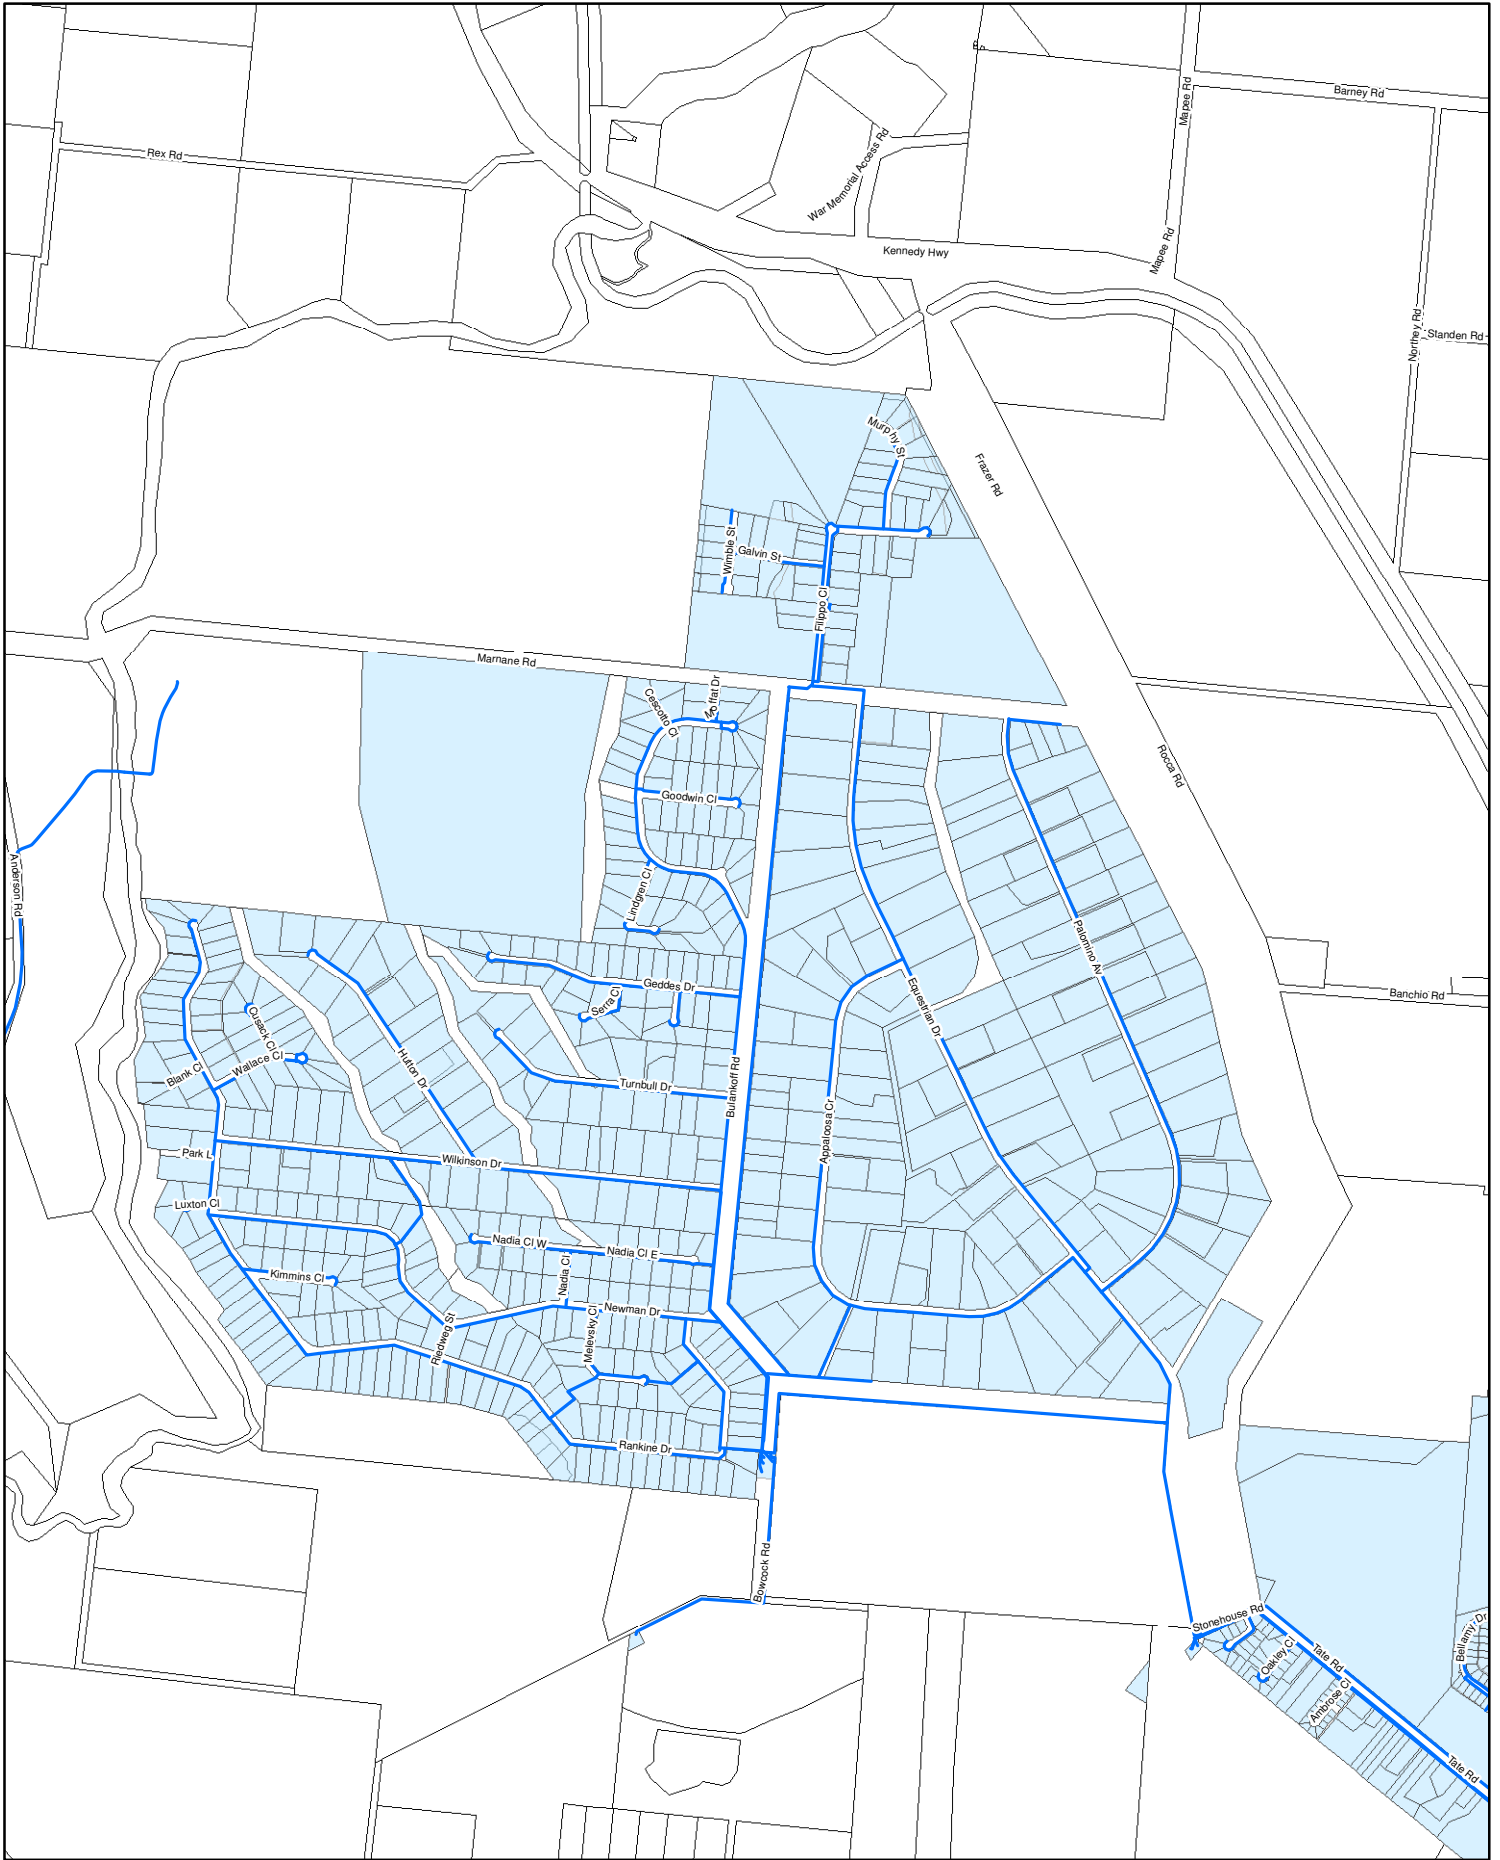 Rd
Mapee Rd
Barney Rd
Rex Rd
War Memorial Access Rd
Kennedy Hwy
Mapee Rd
Northey Rd
Standen Rd
Murphy St
Frazer Rd
Wimble St
Galvin St
Filippo Cl
Marnane Rd
Cescotto Cl
Moffat Dr
Rocca Rd
Goodwin Cl
Anderson Rd
Lindgren Cl
Palomino Av
Geddes Dr
Serra Cl
Equestrian Dr
Banchio Rd
Cusack Cl
Wallace Cl
Blank Cl
Hutton Dr
Turnbull Dr
Bulankoff Rd
Appaloosa Cr
Park L
Wilkinson Dr
Luxton Cl
Nadia Cl W
Nadia Cl E
Nadia Cl
Kimmins Cl
Newman Dr
Melevsky Cl
Riedweg St
Rankine Dr
Bowcock Rd
Stonehouse Rd
Oakley Cl
Tate Rd
Bellamy Dr
Ambrose Cl
Tate Rd